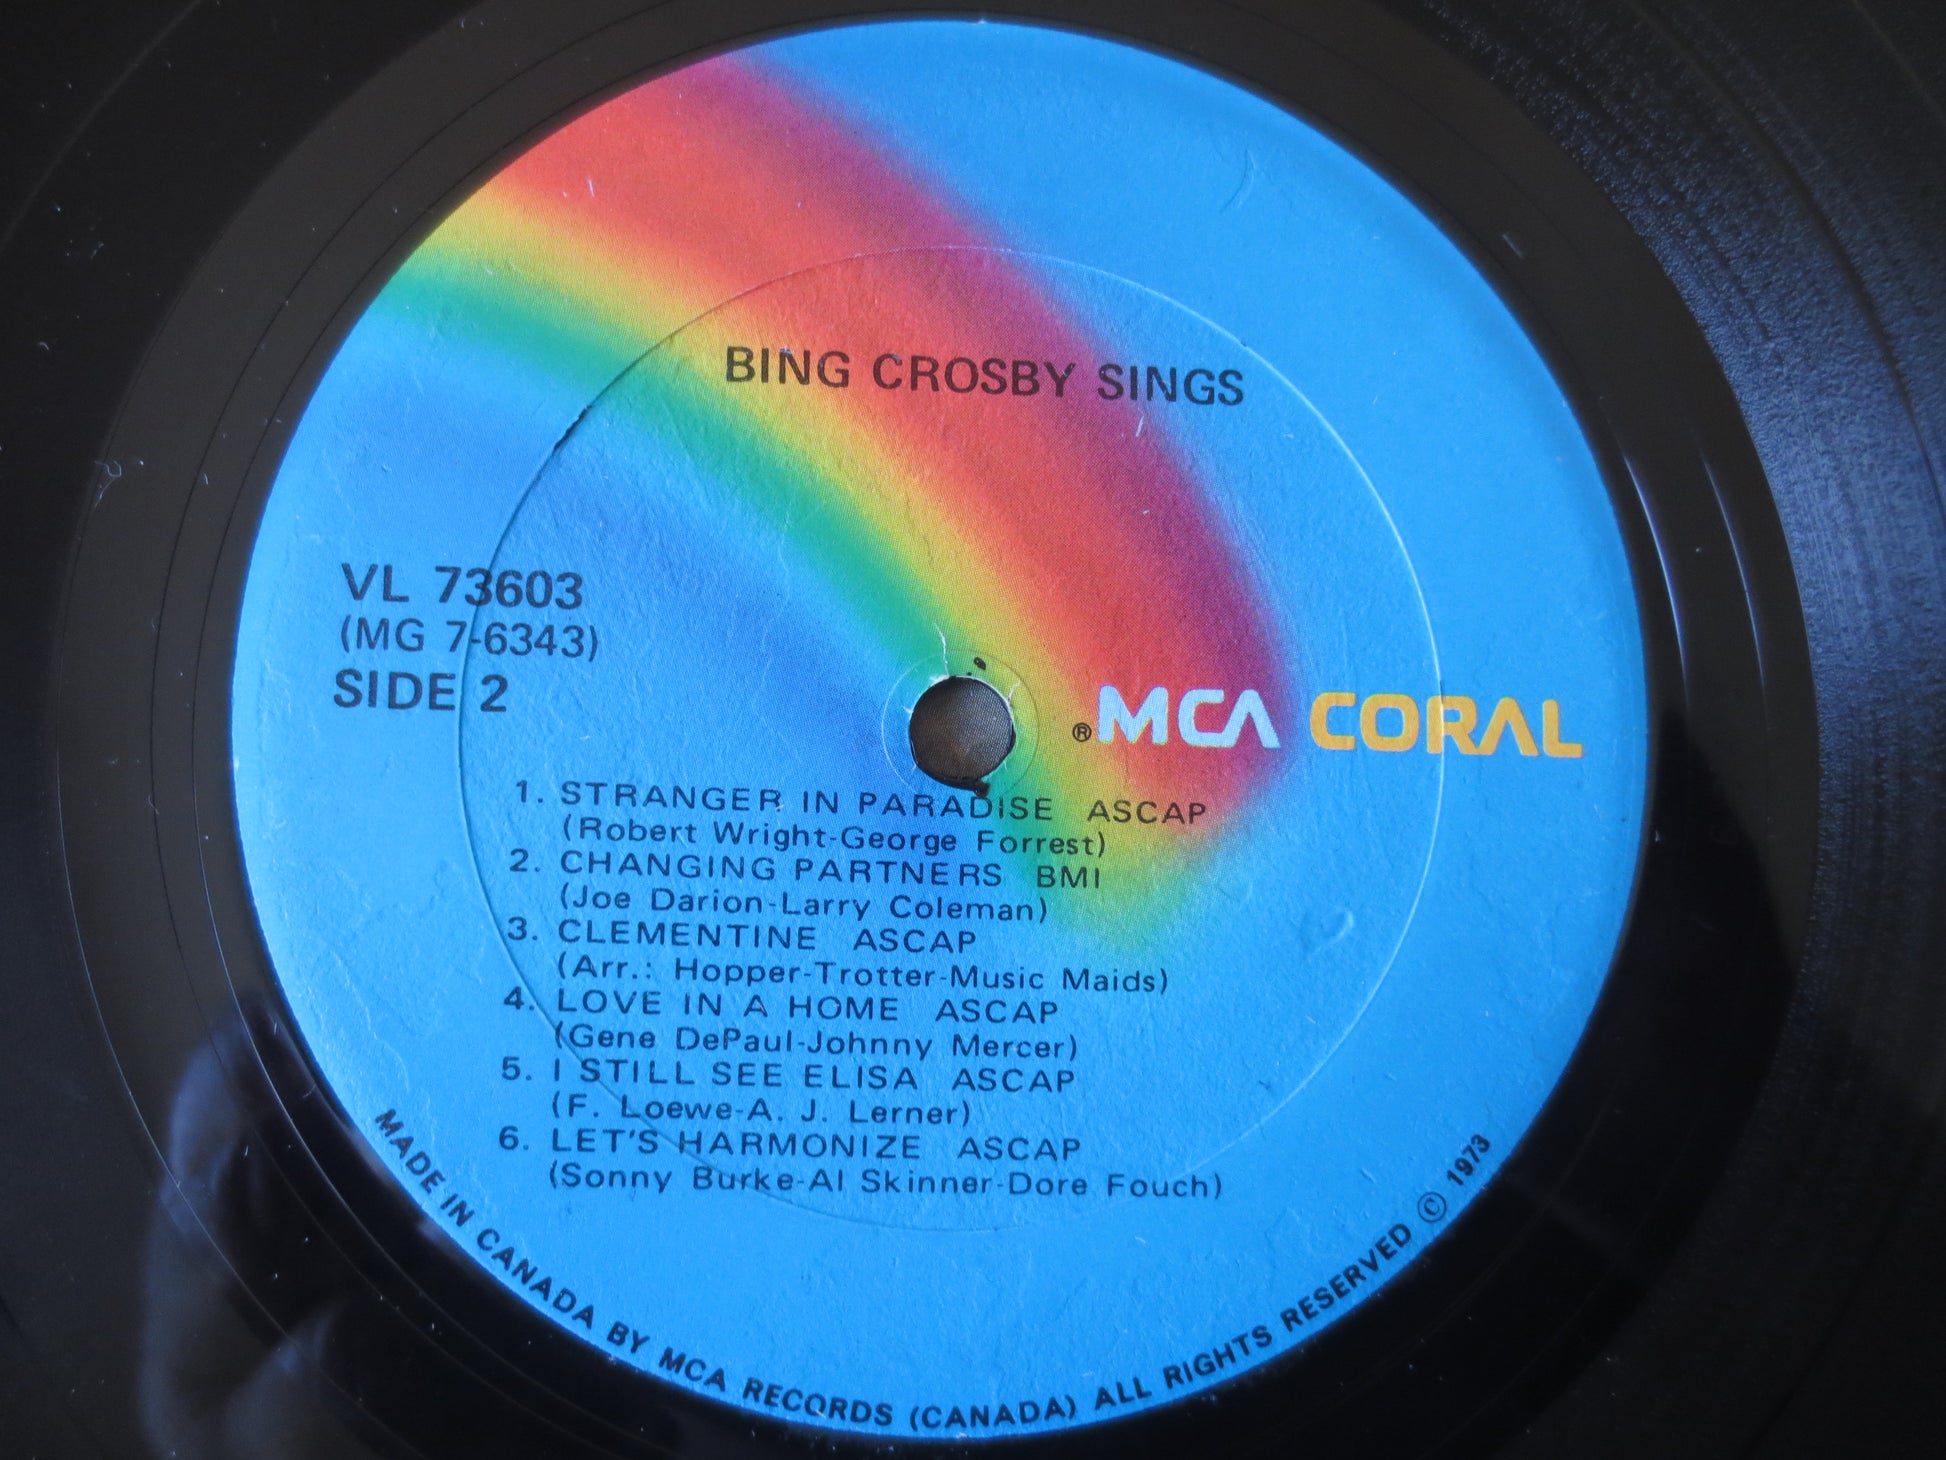 BING CROSBY SINGS
VL 73603
(MG 7-6343)
SIDE 2
® MCA CORAL
1. STRANGER IN PARADISE ASCAP
(Robert Wright-George Forrest)
2. CHANGING PARTNERS BMI
(Joe Darion-Larry Coleman)
3. CLEMENTINE ASCAP
(Arr.: Hopper-Trotter-Music Maids)
4. LOVE IN A HOME ASCAP
(Gene DePaul-Johnny Mercer)
5. I STILL SEE ELISA ASCAP
(F. Loewe-A. J. Lerner)
6. LET'S HARMONIZE ASCAP
(Sonny Burke-Al Skinner-Dore Fouch)
MADE IN CANADA BY MCA RECORDS (CANADA) ALL RIGHTS RESERVED © 1973